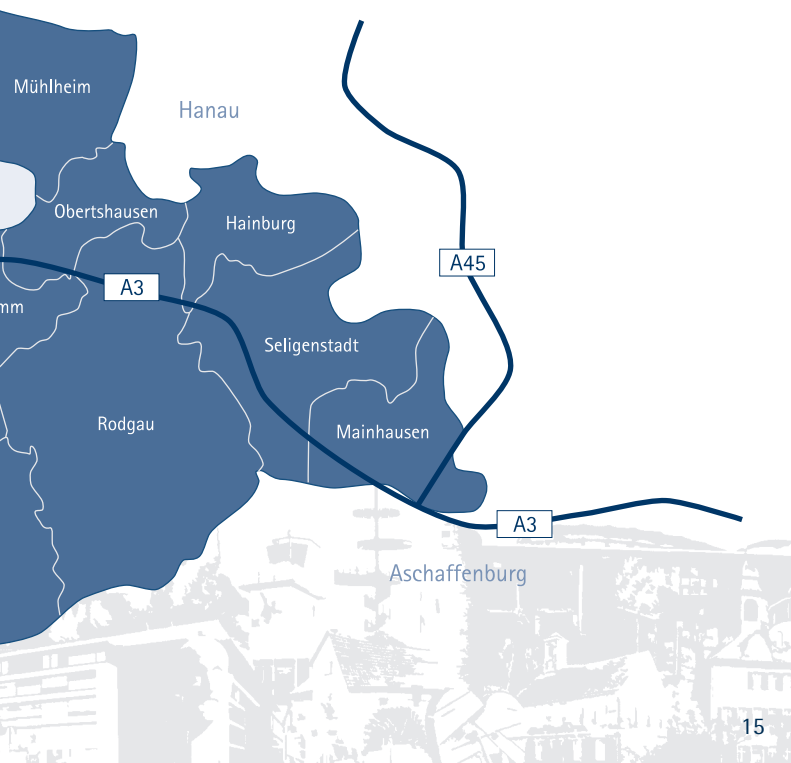 Mühlheim
Hanau
Obertshausen
Hainburg
A45
A3
mm
Seligenstadt
Rodgau
Mainhausen
A3
Aschaffenburg
15